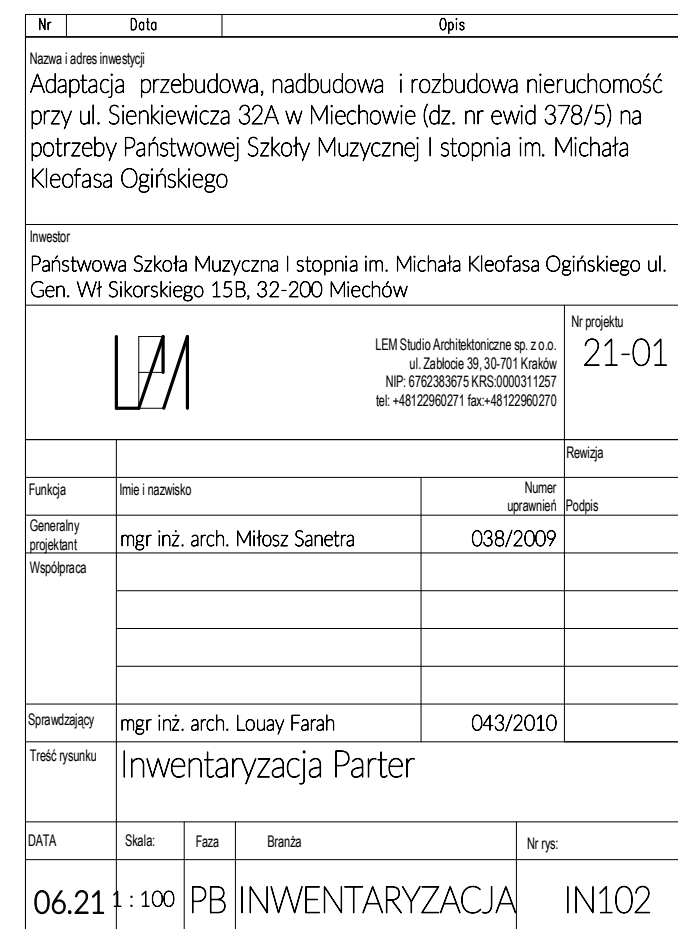 Nr Data Opis
Nazwa i adres inwestycji
Adaptacja przebudowa, nadbudowa i rozbudowa nieruchomość
przy ul. Sienkiewicza 32A w Miechowie (dz. nr ewid 378/5) na
potrzeby Państwowej Szkoły Muzycznej I stopnia im. Michała
Kleofasa Ogińskiego
Inwestor
Państwowa Szkoła Muzyczna I stopnia im. Michała Kleofasa Ogińskiego ul.
Gen. Wł Sikorskiego 15B, 32-200 Miechów
LEM
LEM Studio Architektoniczne sp. z o.o.
ul. Zabłocie 39, 30-701 Kraków
NIP: 6762383675 KRS:0000311257
tel: +48122960271 fax:+48122960270
Nr projektu
21-01
Rewizja
Funkcja Imie i nazwisko Numer
uprawnień Podpis
Generalny
projektant mgr inż. arch. Miłosz Sanetra 038/2009
Współpraca
Sprawdzający mgr inż. arch. Louay Farah 043/2010
Treść rysunku Inwentaryzacja Parter
DATA Skala: Faza Branża Nr rys:
06.21 1 : 100 PB INWENTARYZACJA IN102